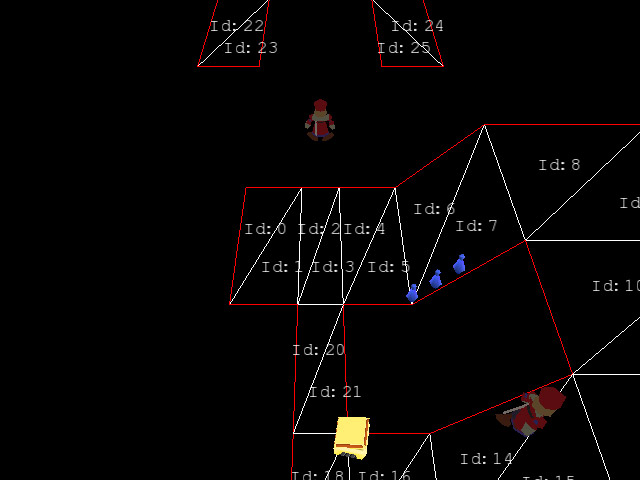 Id: 22
Id: 24
Id: 23
Id: 25
Id: 8
Id: 6
Id:
Id: 0
Id: 2
Id: 4
Id: 7
Id: 1
Id: 3
Id: 5
Id: 10
Id: 20
Id: 21
Id: 14
Id: 18
Id: 16
Id: 15